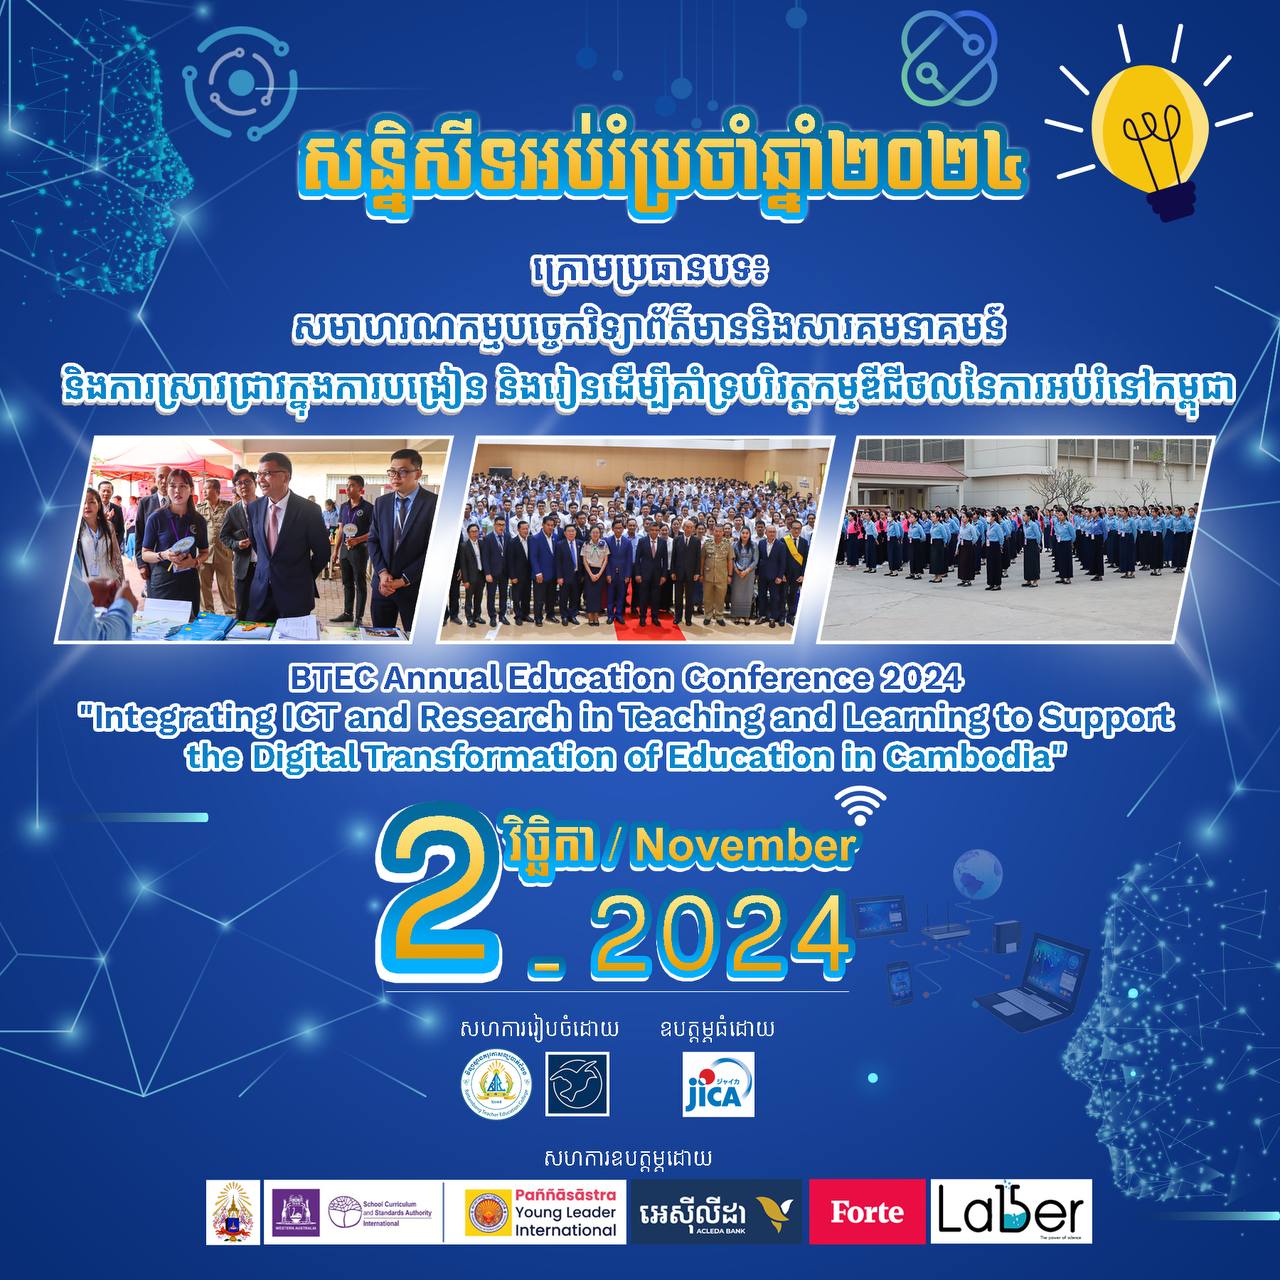 សន្និសីទអប់រំប្រចាំឆ្នាំ២០២៤
ក្រោមប្រធានបទ៖
សមាហរណកម្មបច្ចេកវិទ្យាព័ត៌មាននិងសារគមនាគមន៍
និងការស្រាវជ្រាវក្នុងការបង្រៀន និងរៀនដើម្បីគាំទ្របរិវត្តកម្មឌីជីថលនៃការអប់រំនៅកម្ពុជា
BTEC Annual Education Conference 2024
"Integrating ICT and Research in Teaching and Learning to Support
the Digital Transformation of Education in Cambodia"
2 វិច្ឆិកា / November
- 2024
សហការរៀបចំដោយ
ឧបត្ថម្ភធំដោយ
Battambang Teacher Education College
ジャイカ
JICA
សហការឧបត្ថម្ភដោយ
WESTERN AUSTRALIA
School Curriculum
and Standards Authority
International
Paññāsāstra
Young Leader
International
អេស៊ីលីដា
ACLEDA BANK
Forte
Laber
The power of science